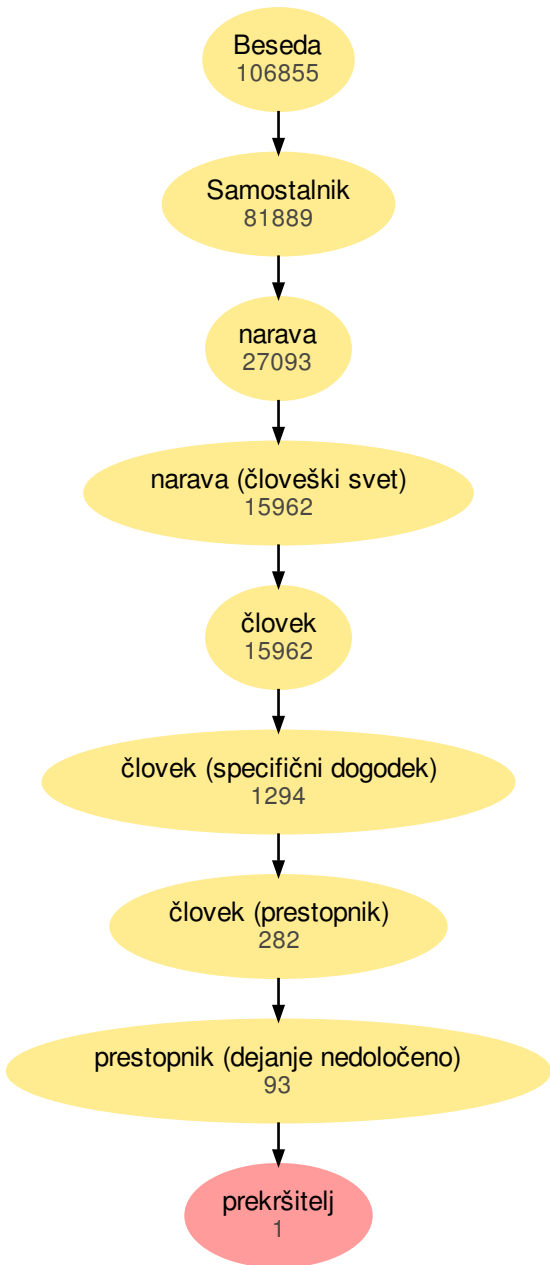 Beseda
106855
Samostalnik
81889
narava
27093
narava (človeški svet)
15962
človek
15962
človek (specifični dogodek)
1294
človek (prestopnik)
282
prestopnik (dejanje nedoločeno)
93
prekršitelj
1